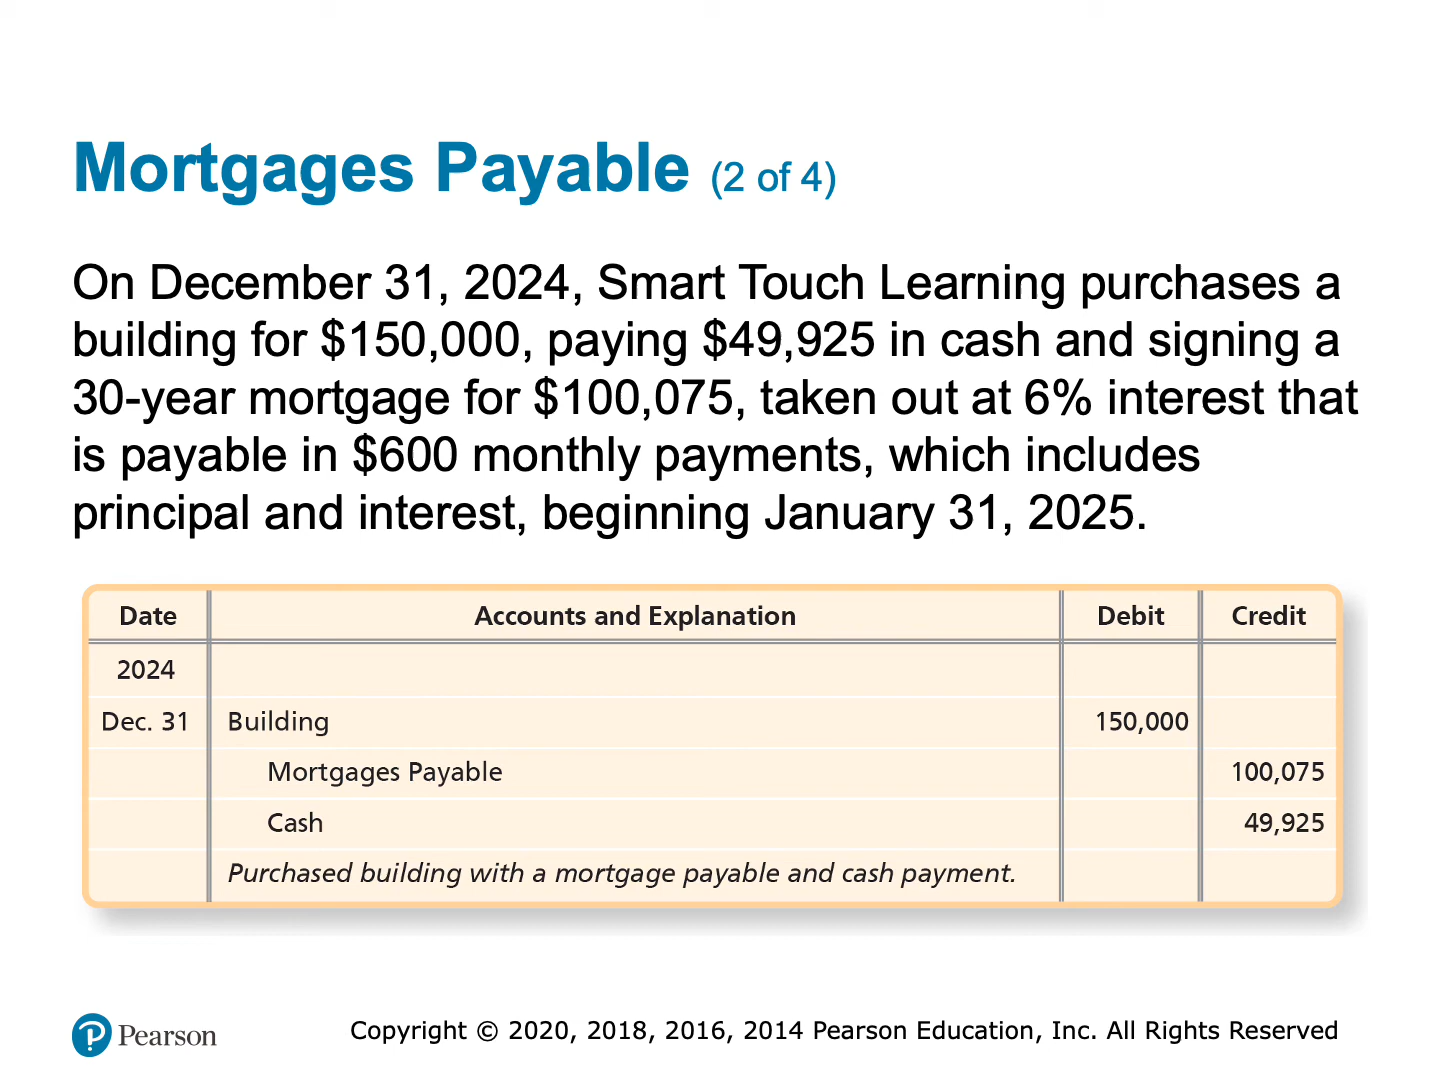 Mortgages Payable (2 of 4)
On December 31, 2024, Smart Touch Learning purchases a
building for $150,000, paying $49,925 in cash and signing a
30-year mortgage for $100,075, taken out at 6% interest that
is payable in $600 monthly payments, which includes
principal and interest, beginning January 31, 2025.
Date Accounts and Explanation Debit Credit
2024
Dec. 31 Building 150,000
Mortgages Payable 100,075
Cash 49,925
Purchased building with a mortgage payable and cash payment.
Pearson Copyright © 2020, 2018, 2016, 2014 Pearson Education, Inc. All Rights Reserved